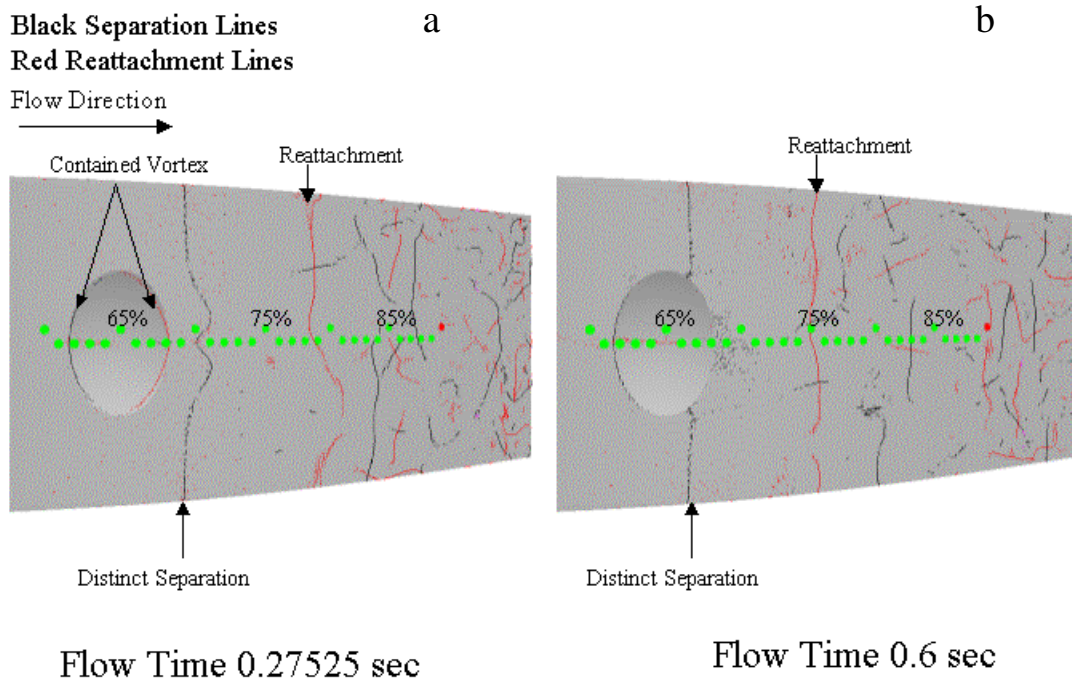 Black Separation Lines
Red Reattachment Lines
Flow Direction
a
b
Contained Vortex
Reattachment
Reattachment
65%
75%
85%
65%
75%
85%
Distinct Separation
Distinct Separation
Flow Time 0.27525 sec
Flow Time 0.6 sec